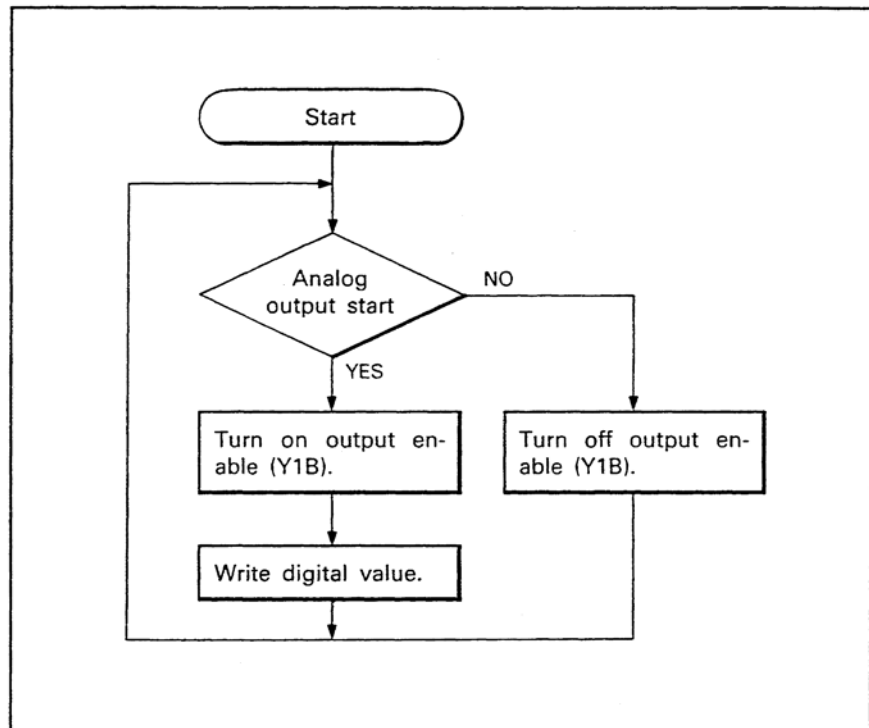 Start
Analog
output start
NO
YES
Turn on output en-
able (Y1B).
Turn off output en-
able (Y1B).
Write digital value.